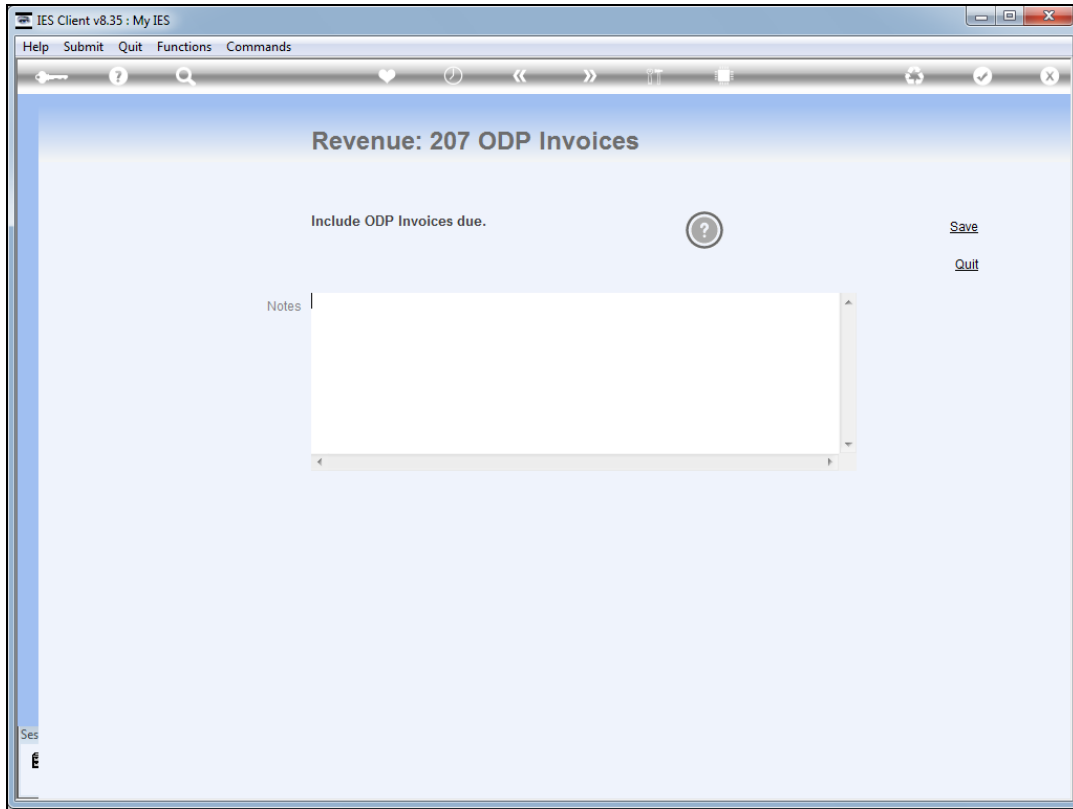 IES Client v8.35 : My IES
Help Submit Quit Functions Commands
Revenue: 207 ODP Invoices
Include ODP Invoices due.
?
Save
Quit
Notes
Ses